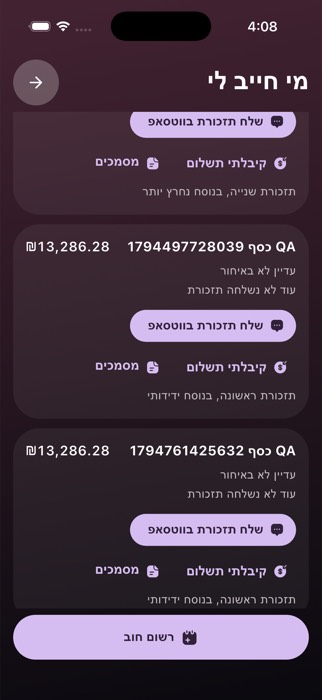 4:08
מי חייב לי
שלח תזכורת בווטסאפ
קיבלתי תשלום מסמכים
תזכורת שנייה, בנוסח נחרץ יותר
QA כסף 1794497728039 ₪13,286.28
עדיין לא באיחור
עוד לא נשלחה תזכורת
שלח תזכורת בווטסאפ
קיבלתי תשלום מסמכים
תזכורת ראשונה, בנוסח ידידותי
QA כסף 1794761425632 ₪13,286.28
עדיין לא באיחור
עוד לא נשלחה תזכורת
שלח תזכורת בווטסאפ
קיבלתי תשלום מסמכים
תזכורת ראשונה, בנוסח ידידותי
רשום חוב